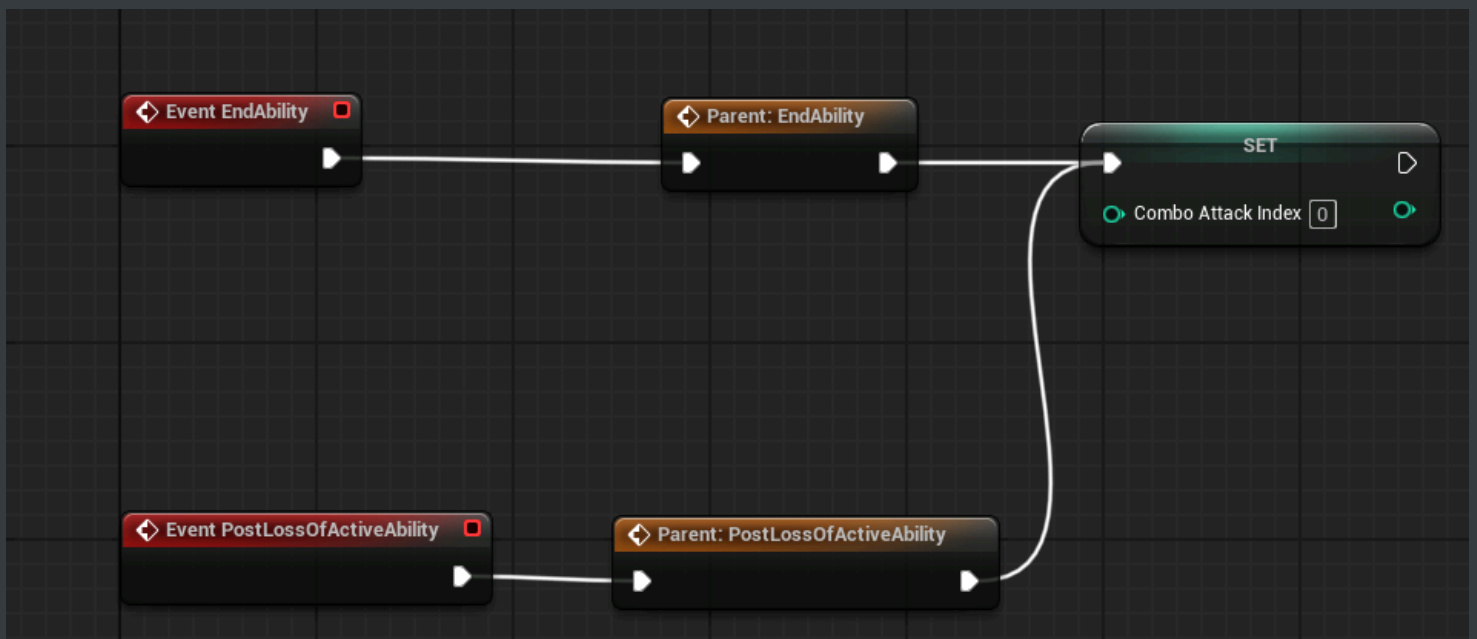 Event EndAbility
Parent: EndAbility
SET
Combo Attack Index 0
Event PostLossOfActiveAbility
Parent: PostLossOfActiveAbility